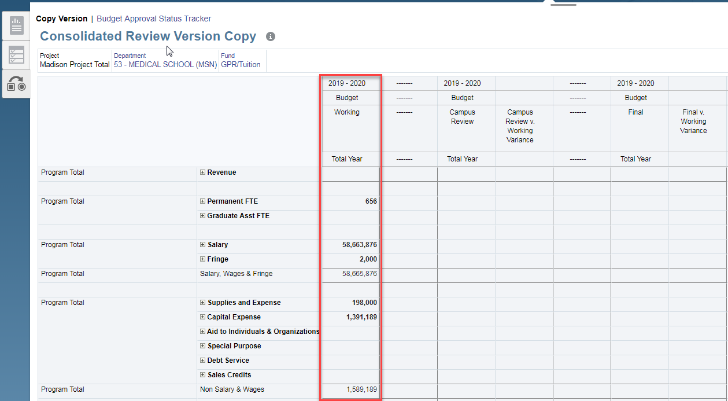 Copy Version | Budget Approval Status Tracker
Consolidated Review Version Copy
Project Department Fund
Madison Project Total 53 - MEDICAL SCHOOL (MSN) GPR/Tuition
2019 - 2020 ------- 2019 - 2020 ------- 2019 - 2020
Budget ------- Budget ------- Budget
Working ------- Campus Review Campus Review v. Working Variance ------- Final Final v. Working Variance
Total Year ------- Total Year ------- Total Year
Program Total Revenue
Program Total Permanent FTE 656
Graduate Asst FTE
Program Total Salary 58,663,876
Fringe 2,000
Program Total Salary, Wages & Fringe 58,665,876
Program Total Supplies and Expense 198,000
Capital Expense 1,391,189
Aid to Individuals & Organizations
Special Purpose
Debt Service
Sales Credits
Program Total Non Salary & Wages 1,589,189